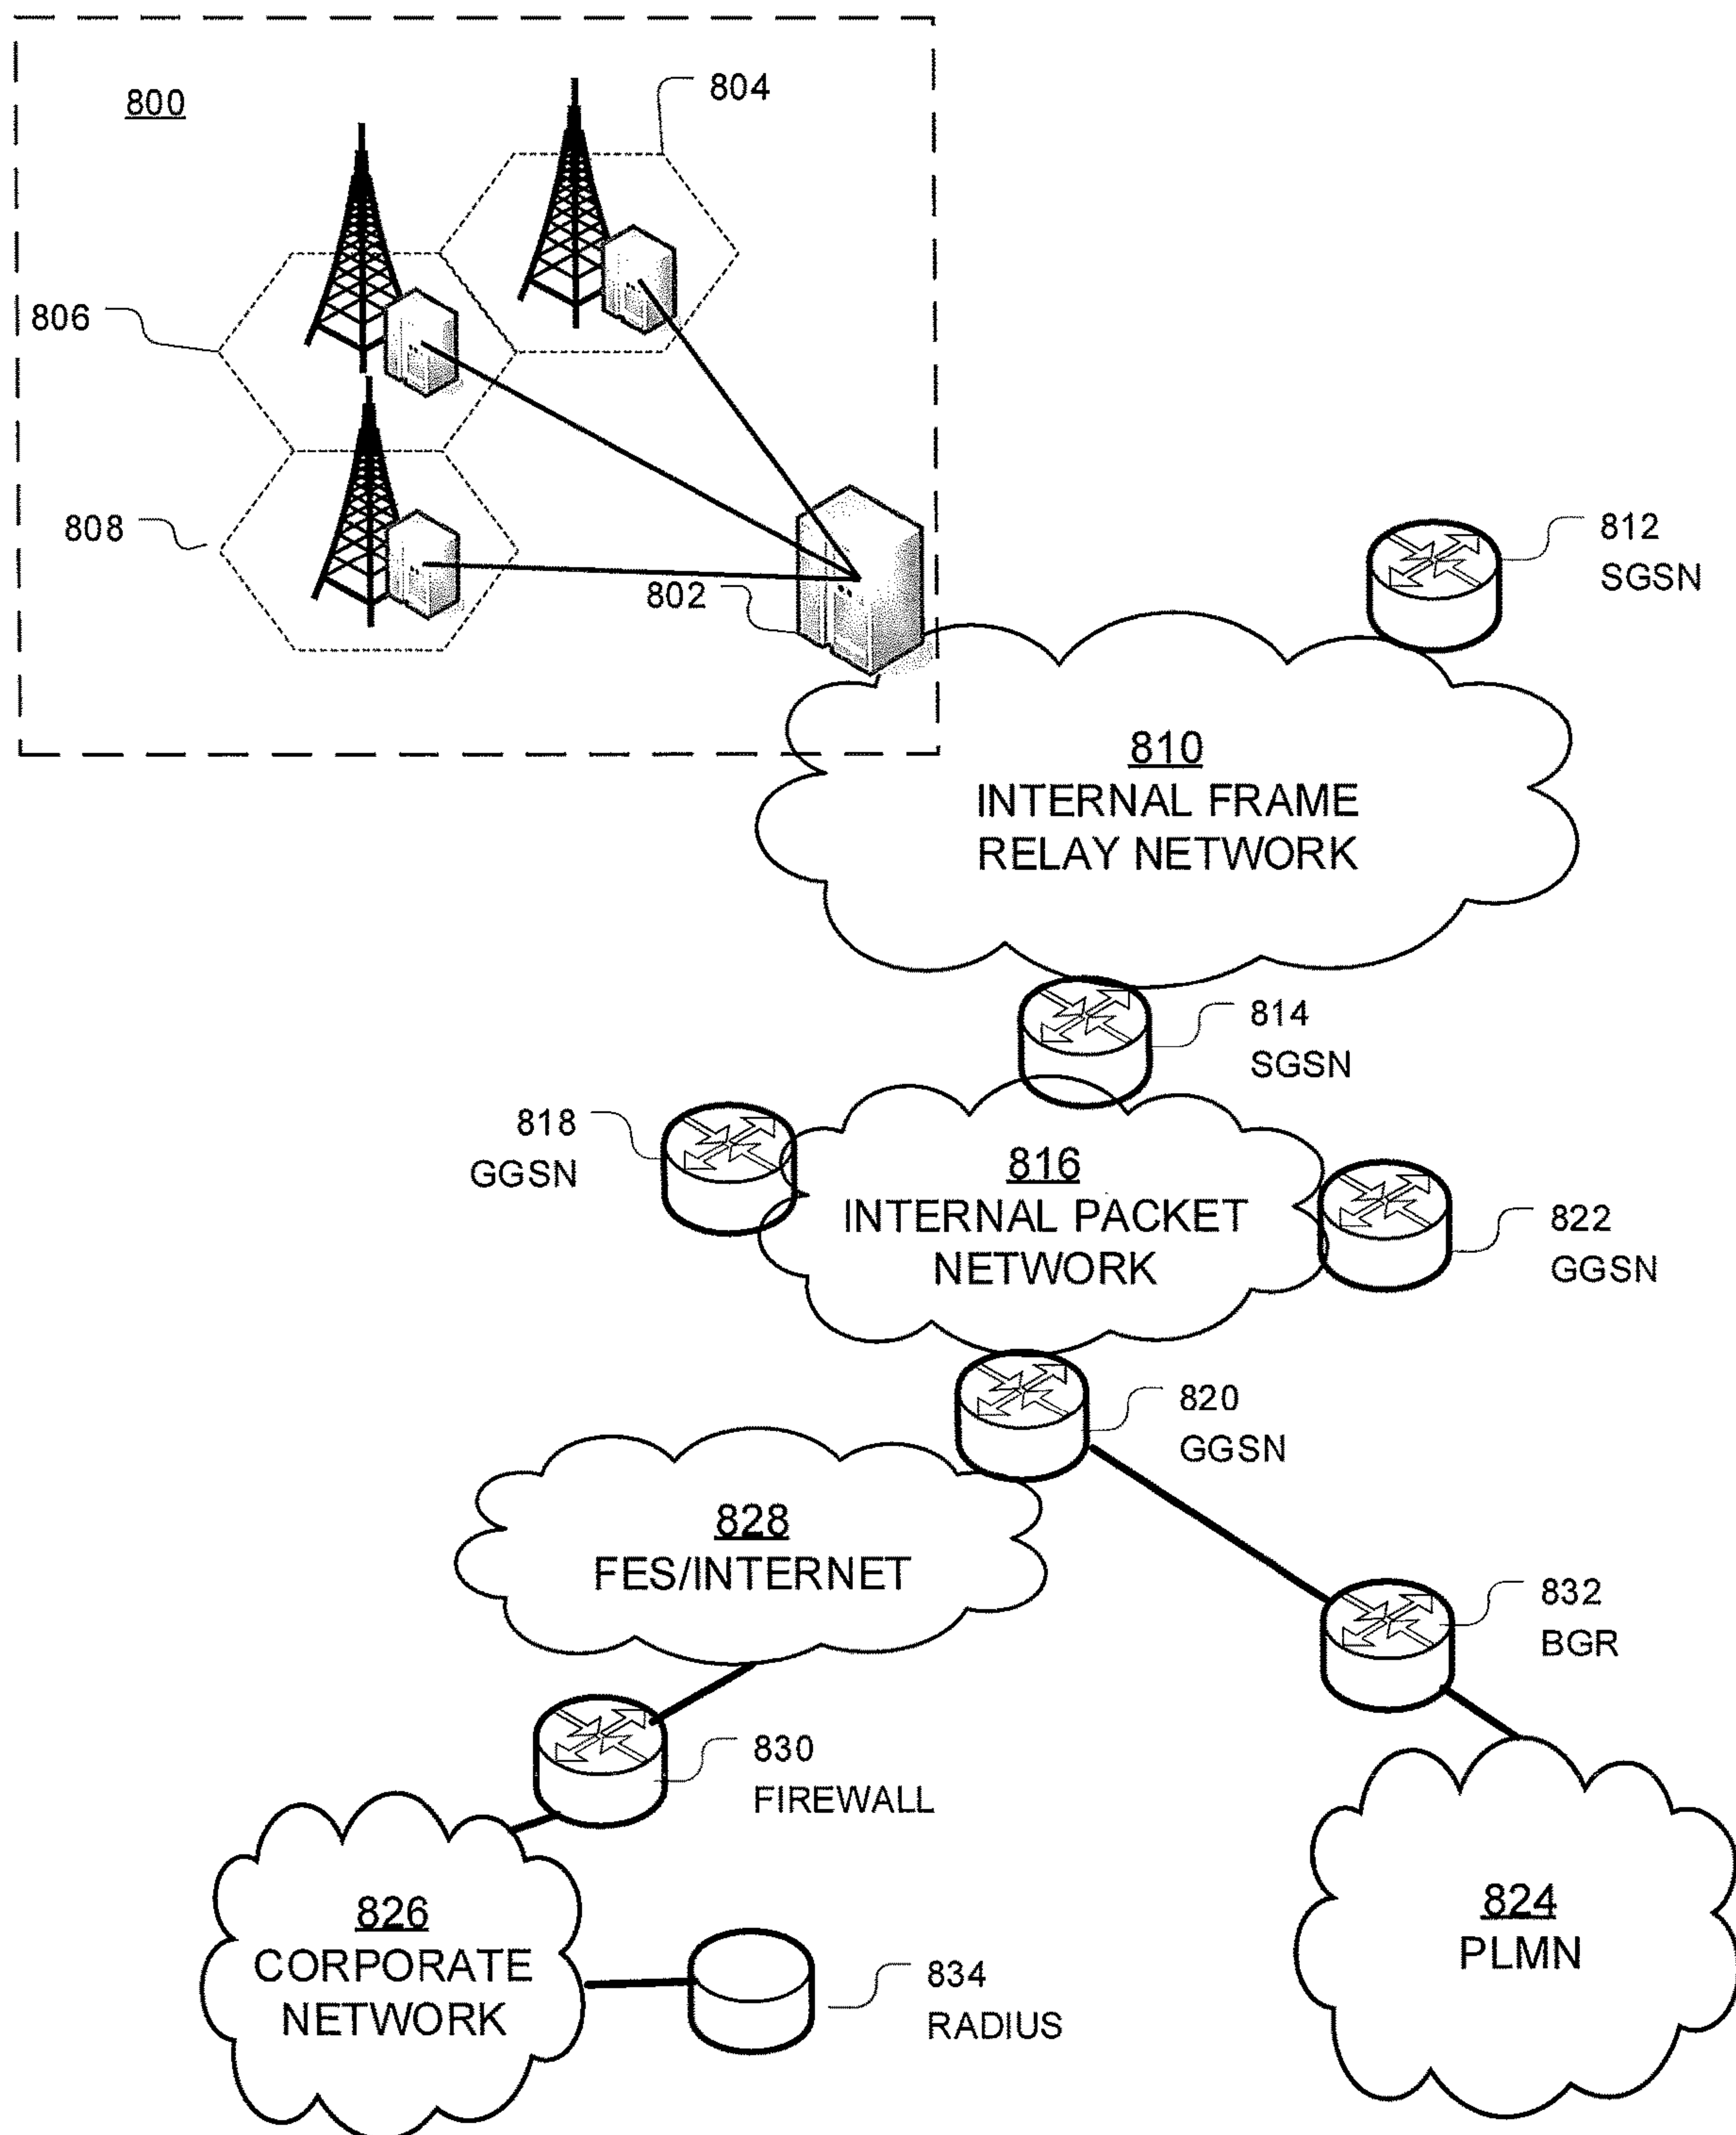 800
804
806
808
802
812
SGSN
810
INTERNAL FRAME
RELAY NETWORK
814
SGSN
818
GGSN
816
INTERNAL PACKET
NETWORK
822
GGSN
820
GGSN
828
FES/INTERNET
832
BGR
830
FIREWALL
826
CORPORATE
NETWORK
824
PLMN
834
RADIUS